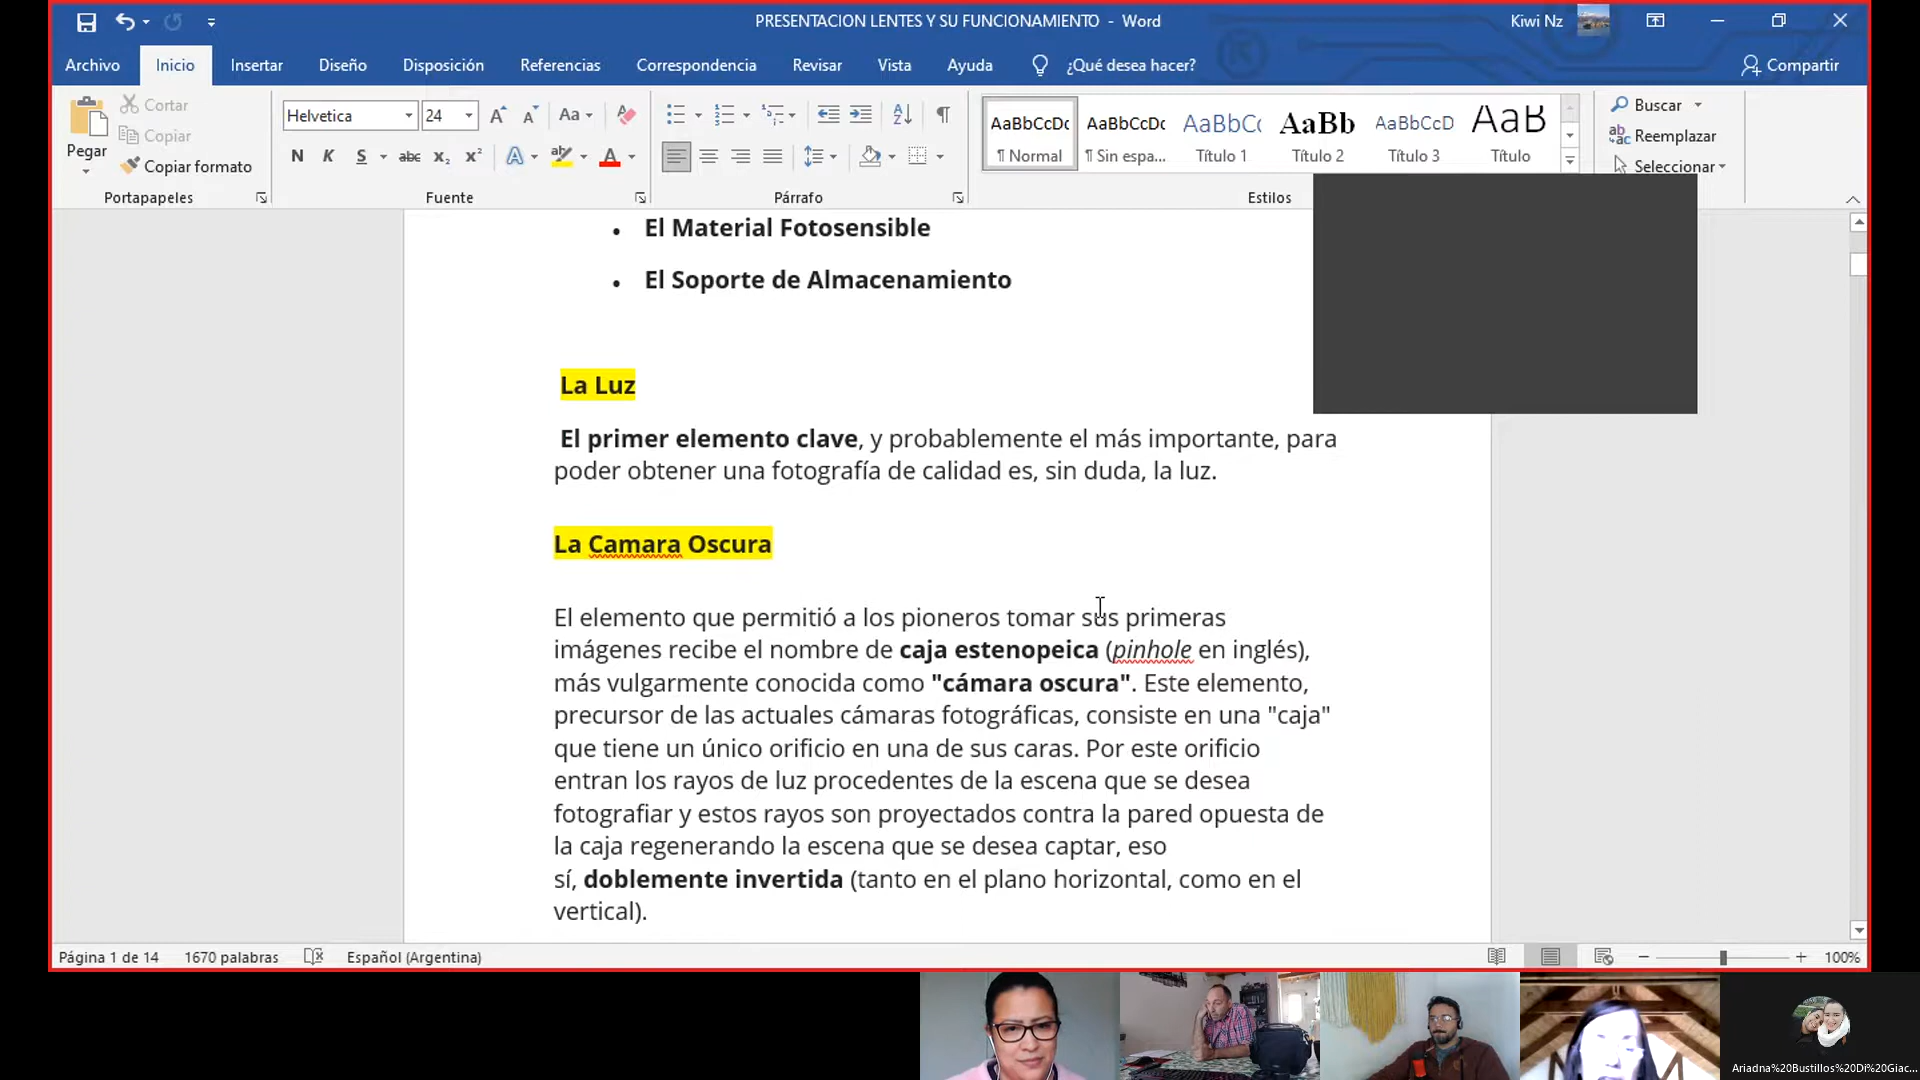 PRESENTACION LENTES Y SU FUNCIONAMIENTO - Word
Kiwi Nz
Archivo Inicio Insertar Diseño Disposición Referencias Correspondencia Revisar Vista Ayuda ¿Qué desea hacer? Compartir
Pegar
Cortar
Copiar
Copiar formato
Portapapeles
Helvetica 24 Aa
N K S abc x₂ x² A A
Fuente
Párrafo
AaBbCcDc AaBbCcDc AaBbCc AaBb AaBbCcD AaB
¶ Normal ¶ Sin espa... Título 1 Título 2 Título 3 Título
Estilos
Buscar
Reemplazar
Seleccionar
• El Material Fotosensible
• El Soporte de Almacenamiento
La Luz
El primer elemento clave, y probablemente el más importante, para
poder obtener una fotografía de calidad es, sin duda, la luz.
La Camara Oscura
El elemento que permitió a los pioneros tomar sus primeras
imágenes recibe el nombre de caja estenopeica (pinhole en inglés),
más vulgarmente conocida como "cámara oscura". Este elemento,
precursor de las actuales cámaras fotográficas, consiste en una "caja"
que tiene un único orificio en una de sus caras. Por este orificio
entran los rayos de luz procedentes de la escena que se desea
fotografiar y estos rayos son proyectados contra la pared opuesta de
la caja regenerando la escena que se desea captar, eso
sí, doblemente invertida (tanto en el plano horizontal, como en el
vertical).
Página 1 de 14 1670 palabras Español (Argentina) 100%
Ariadna%20Bustillos%20Di%20Giac...